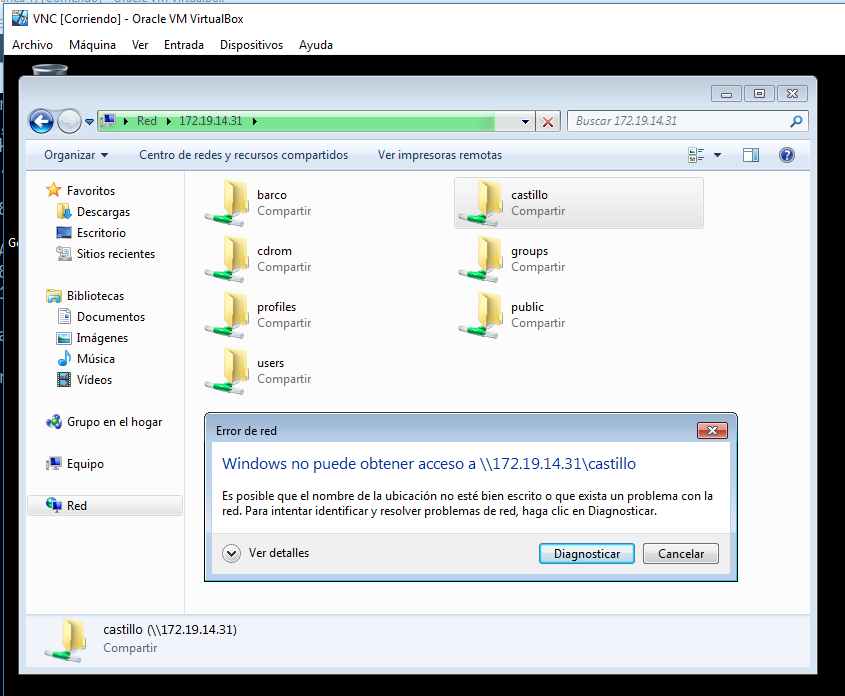 VNC [Corriendo] - Oracle VM VirtualBox
Archivo Máquina Ver Entrada Dispositivos Ayuda
Red 172.19.14.31
Buscar 172.19.14.31
Organizar Centro de redes y recursos compartidos Ver impresoras remotas
Favoritos
Descargas
Escritorio
Sitios recientes
Bibliotecas
Documentos
Imágenes
Música
Vídeos
Grupo en el hogar
Equipo
Red
barco
Compartir
castillo
Compartir
cdrom
Compartir
groups
Compartir
profiles
Compartir
public
Compartir
users
Compartir
Error de red
Windows no puede obtener acceso a \\172.19.14.31\castillo
Es posible que el nombre de la ubicación no esté bien escrito o que exista un problema con la
red. Para intentar identificar y resolver problemas de red, haga clic en Diagnosticar.
Ver detalles
Diagnosticar
Cancelar
castillo (\\172.19.14.31)
Compartir